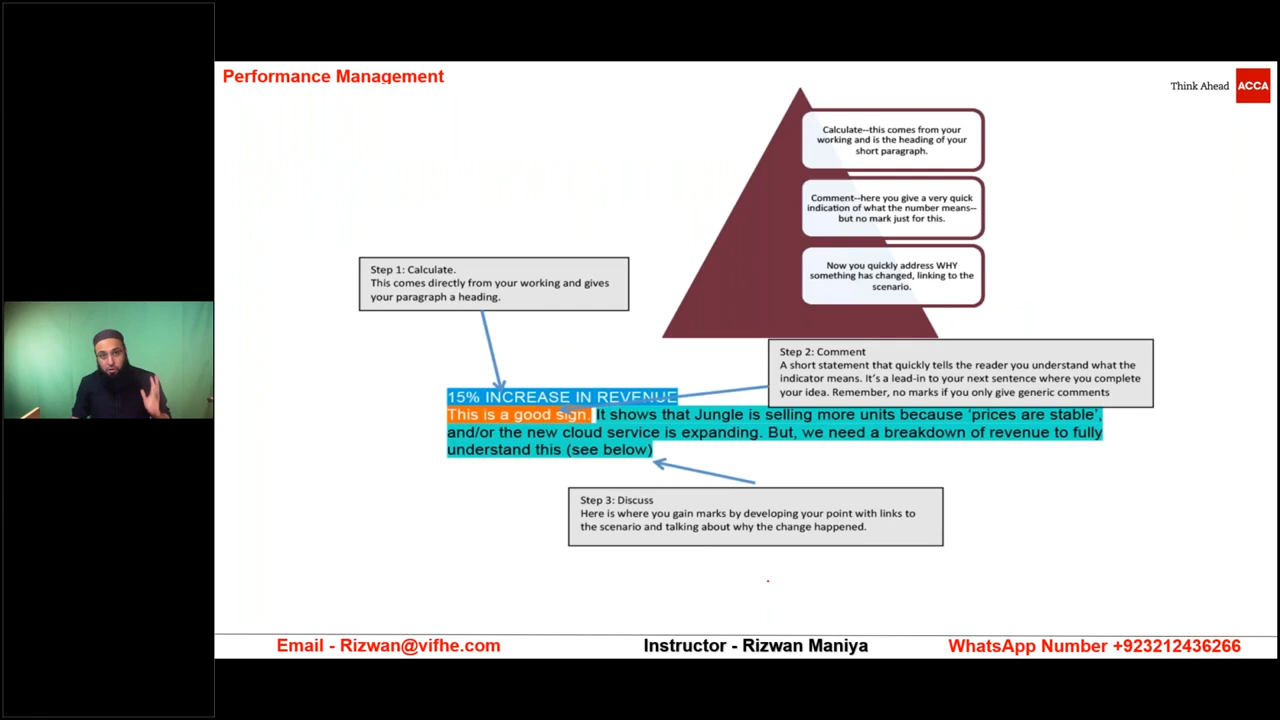 Performance Management
Think Ahead ACCA
Calculate--this comes from your
working and is the heading of your
short paragraph.
Comment--here you give a very quick
indication of what the number means--
but no mark just for this.
Now you quickly address WHY
something has changed, linking to the
scenario.
Step 1: Calculate.
This comes directly from your working and gives
your paragraph a heading.
Step 2: Comment
A short statement that quickly tells the reader you understand what the
indicator means. It’s a lead-in to your next sentence where you complete
your idea. Remember, no marks if you only give generic comments
15% INCREASE IN REVENUE
This is a good sign. It shows that Jungle is selling more units because ‘prices are stable’,
and/or the new cloud service is expanding. But, we need a breakdown of revenue to fully
understand this (see below)
Step 3: Discuss
Here is where you gain marks by developing your point with links to
the scenario and talking about why the change happened.
Email - Rizwan@vifhe.com
Instructor - Rizwan Maniya
WhatsApp Number +923212436266